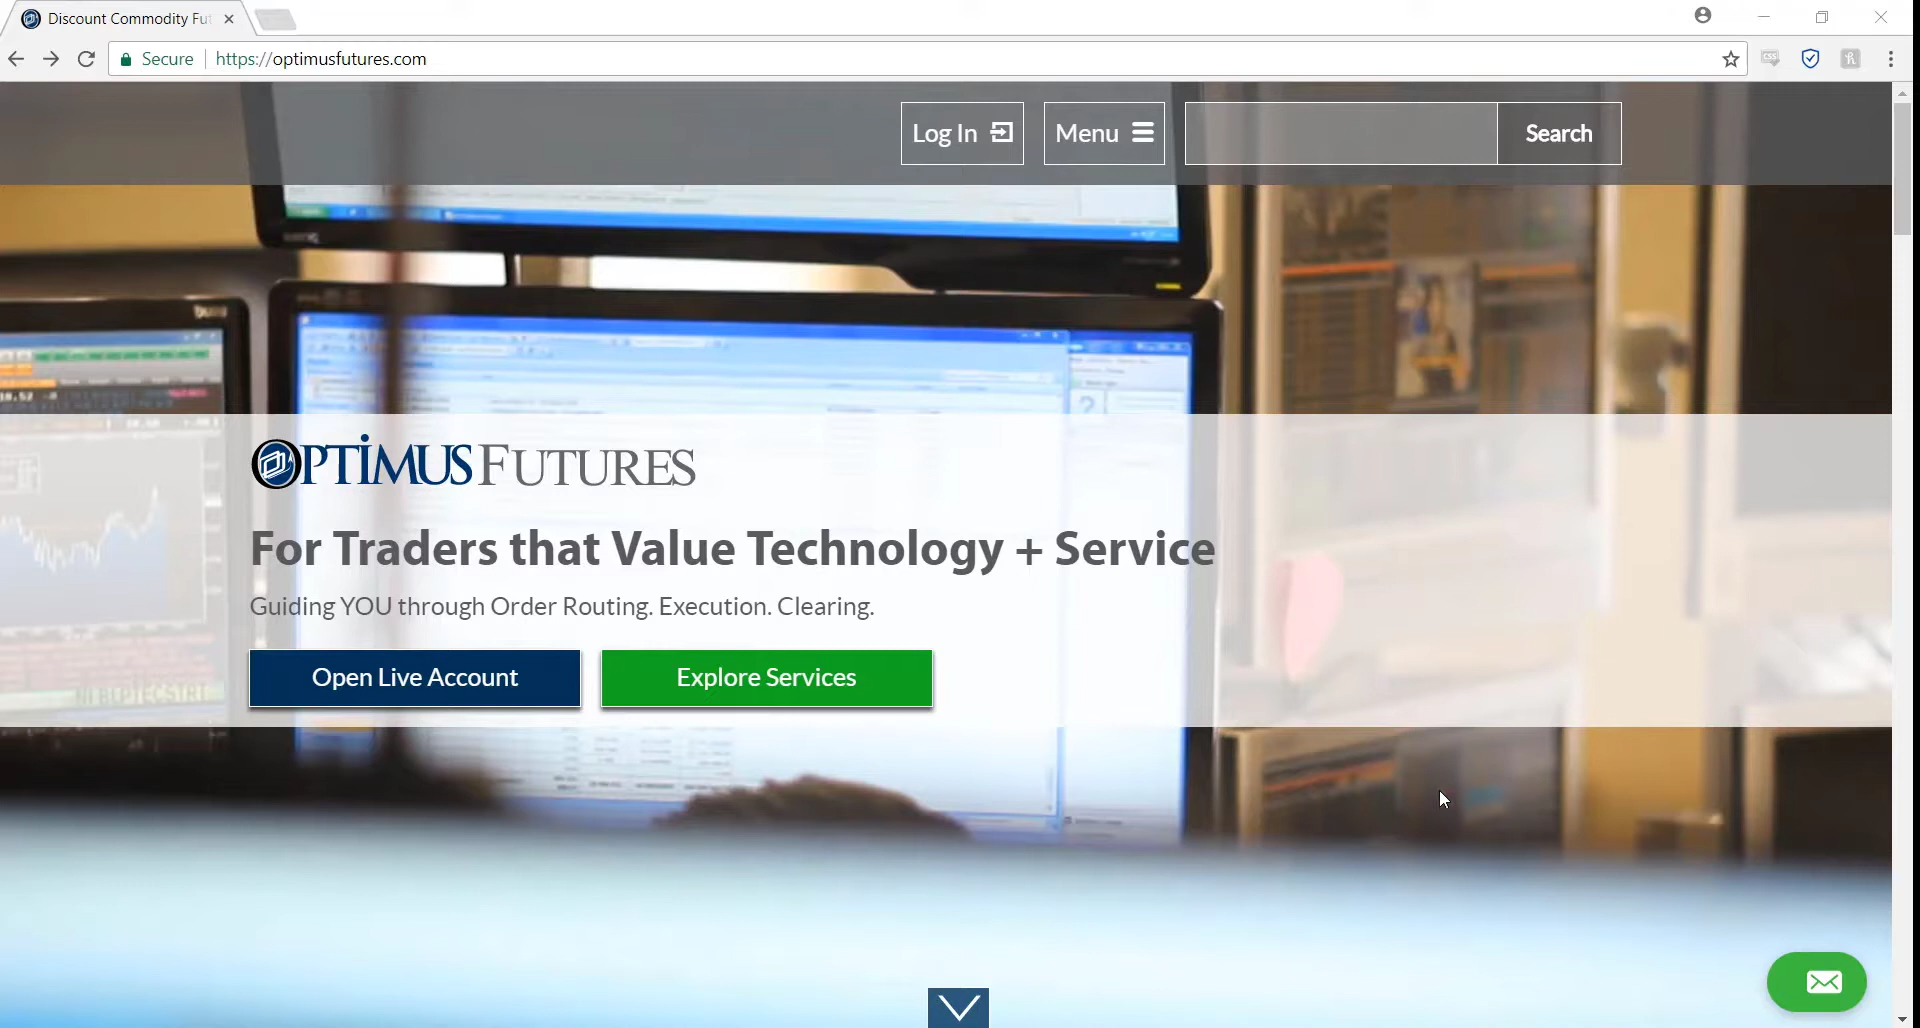 Discount Commodity Fut
Secure https://optimusfutures.com
Log In
Menu
Search
OPTIMUS FUTURES
For Traders that Value Technology + Service
Guiding YOU through Order Routing. Execution. Clearing.
Open Live Account
Explore Services